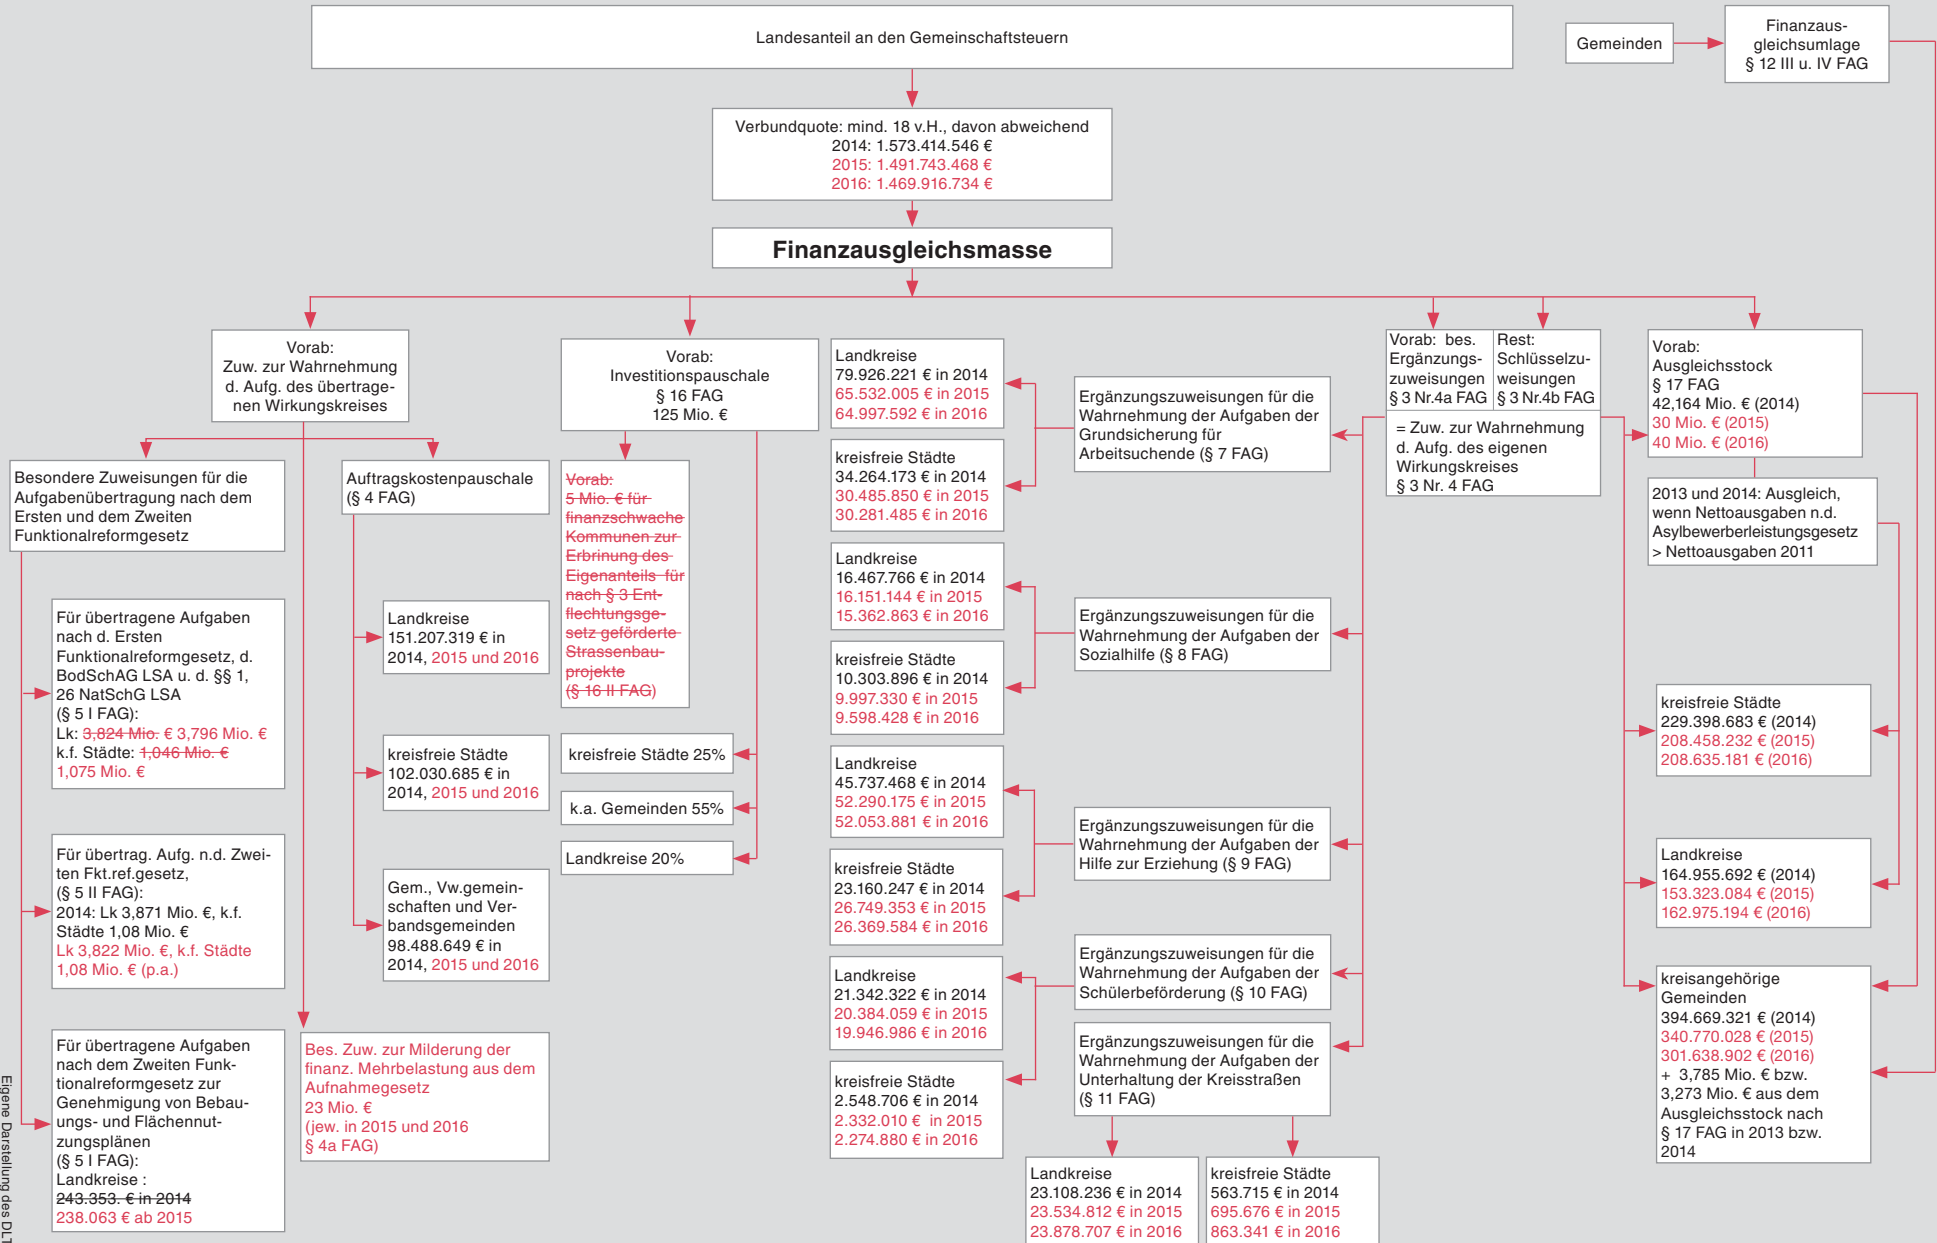 Landesanteil an den Gemeinschaftsteuern
Gemeinden
Finanzaus-
gleichsumlage
§ 12 III u. IV FAG
Verbundquote: mind. 18 v.H., davon abweichend
2014: 1.573.414.546 €
2015: 1.491.743.468 €
2016: 1.469.916.734 €
Finanzausgleichsmasse
Vorab:
Zuw. zur Wahrnehmung
d. Aufg. des übertrage-
nen Wirkungskreises
Besondere Zuweisungen für die
Aufgabenübertragung nach dem
Ersten und dem Zweiten
Funktionalreformgesetz
Für übertragene Aufgaben
nach d. Ersten
Funktionalreformgesetz, d.
BodSchAG LSA u. d. §§ 1,
26 NatSchG LSA
(§ 5 I FAG):
Lk: 3,824 Mio. € 3,796 Mio. €
k.f. Städte: 1,046 Mio. €
1,075 Mio. €
Für übertrag. Aufg. n.d. Zwei-
ten Fkt.ref.gesetz,
(§ 5 II FAG):
2014: Lk 3,871 Mio. €, k.f.
Städte 1,08 Mio. €
Lk 3,822 Mio. €, k.f. Städte
1,08 Mio. € (p.a.)
Für übertragene Aufgaben
nach dem Zweiten Funk-
tionalreformgesetz zur
Genehmigung von Bebau-
ungs- und Flächennut-
zungsplänen
(§ 5 I FAG):
Landkreise :
243.353. € in 2014
238.063 € ab 2015
Auftragskostenpauschale
(§ 4 FAG)
Landkreise
151.207.319 € in
2014, 2015 und 2016
kreisfreie Städte
102.030.685 € in
2014, 2015 und 2016
Gem., Vw.gemein-
schaften und Ver-
bandsgemeinden
98.488.649 € in
2014, 2015 und 2016
Bes. Zuw. zur Milderung der
finanz. Mehrbelastung aus dem
Aufnahmegesetz
23 Mio. €
(jew. in 2015 und 2016
§ 4a FAG)
Vorab:
Investitionspauschale
§ 16 FAG
125 Mio. €
Vorab:
5 Mio. € für
finanzschwache
Kommunen zur
Erbrinung des
Eigenanteils für
nach § 3 Ent-
flechtungsge-
setz geförderte
Strassenbau-
projekte
(§ 16 II FAG)
kreisfreie Städte 25%
k.a. Gemeinden 55%
Landkreise 20%
Landkreise
79.926.221 € in 2014
65.532.005 € in 2015
64.997.592 € in 2016
kreisfreie Städte
34.264.173 € in 2014
30.485.850 € in 2015
30.281.485 € in 2016
Ergänzungszuweisungen für die
Wahrnehmung der Aufgaben der
Grundsicherung für
Arbeitsuchende (§ 7 FAG)
Landkreise
16.467.766 € in 2014
16.151.144 € in 2015
15.362.863 € in 2016
kreisfreie Städte
10.303.896 € in 2014
9.997.330 € in 2015
9.598.428 € in 2016
Ergänzungszuweisungen für die
Wahrnehmung der Aufgaben der
Sozialhilfe (§ 8 FAG)
Landkreise
45.737.468 € in 2014
52.290.175 € in 2015
52.053.881 € in 2016
kreisfreie Städte
23.160.247 € in 2014
26.749.353 € in 2015
26.369.584 € in 2016
Ergänzungszuweisungen für die
Wahrnehmung der Aufgaben der
Hilfe zur Erziehung (§ 9 FAG)
Landkreise
21.342.322 € in 2014
20.384.059 € in 2015
19.946.986 € in 2016
kreisfreie Städte
2.548.706 € in 2014
2.332.010 € in 2015
2.274.880 € in 2016
Ergänzungszuweisungen für die
Wahrnehmung der Aufgaben der
Schülerbeförderung (§ 10 FAG)
Ergänzungszuweisungen für die
Wahrnehmung der Aufgaben der
Unterhaltung der Kreisstraßen
(§ 11 FAG)
Landkreise
23.108.236 € in 2014
23.534.812 € in 2015
23.878.707 € in 2016
kreisfreie Städte
563.715 € in 2014
695.676 € in 2015
863.341 € in 2016
Vorab: bes.
Ergänzungs-
zuweisungen
§ 3 Nr.4a FAG
Rest:
Schlüsselzu-
weisungen
§ 3 Nr.4b FAG
= Zuw. zur Wahrnehmung
d. Aufg. des eigenen
Wirkungskreises
§ 3 Nr. 4 FAG
Vorab:
Ausgleichsstock
§ 17 FAG
42,164 Mio. € (2014)
30 Mio. € (2015)
40 Mio. € (2016)
2013 und 2014: Ausgleich,
wenn Nettoausgaben n.d.
Asylbewerberleistungsgesetz
> Nettoausgaben 2011
kreisfreie Städte
229.398.683 € (2014)
208.458.232 € (2015)
208.635.181 € (2016)
Landkreise
164.955.692 € (2014)
153.323.084 € (2015)
162.975.194 € (2016)
kreisangehörige
Gemeinden
394.669.321 € (2014)
340.770.028 € (2015)
301.638.902 € (2016)
+ 3,785 Mio. € bzw.
3,273 Mio. € aus dem
Ausgleichsstock nach
§ 17 FAG in 2013 bzw.
2014
Eigene Darstellung des DLT